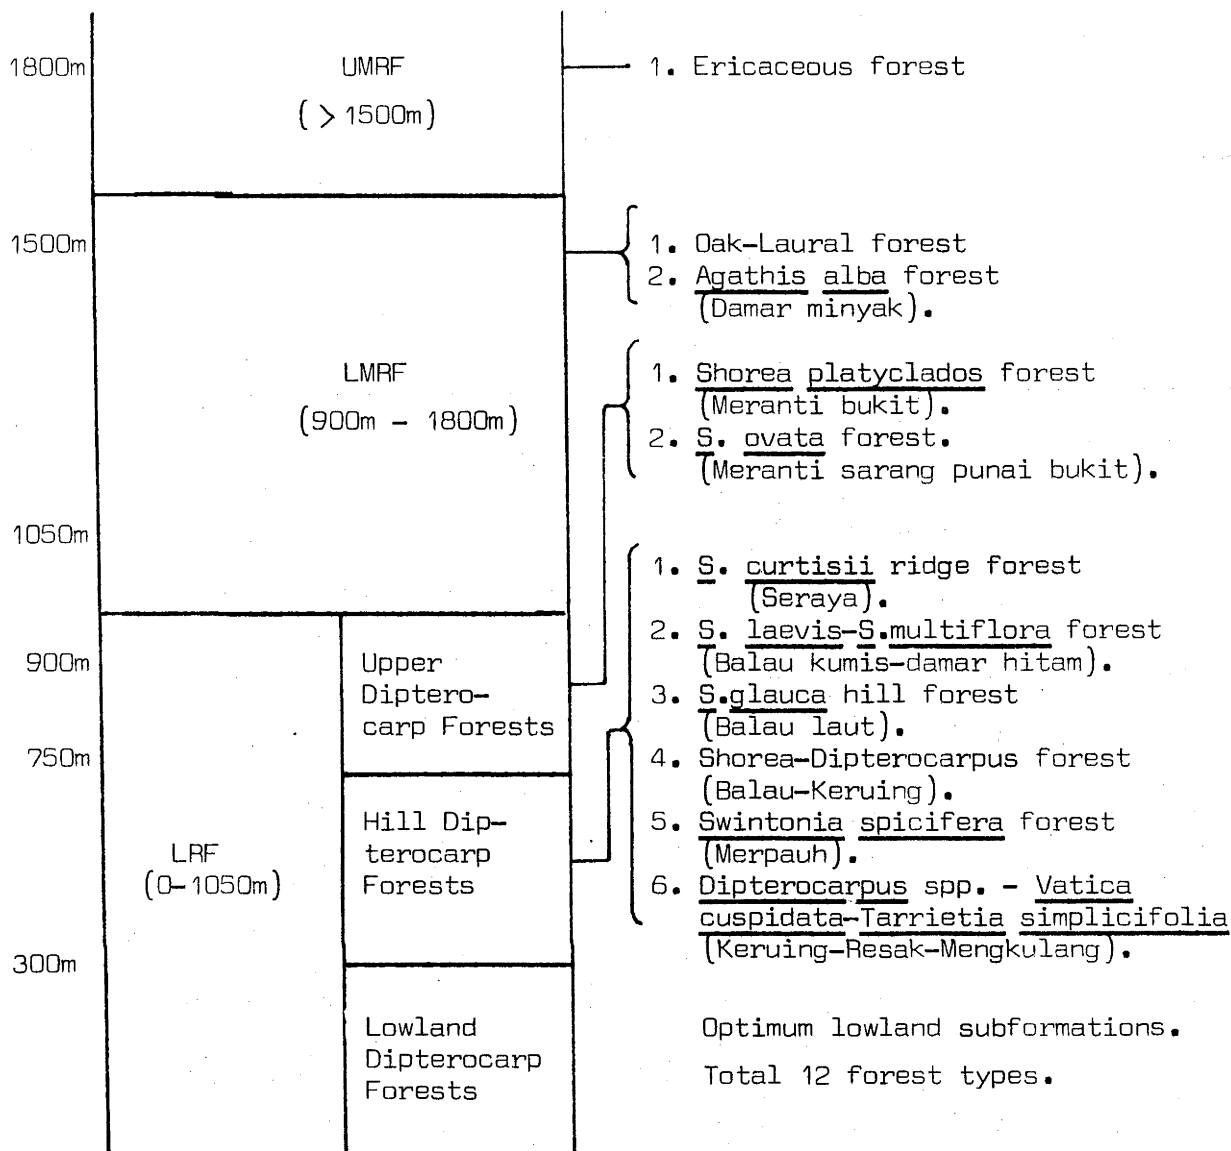 1800m
UMRF
(>1500m)
1. Ericaceous forest
1500m
1. Oak-Laural forest
2. Agathis alba forest
(Damar minyak).
LMRF
(900m - 1800m)
1. Shorea platyclados forest
(Meranti bukit).
2. S. ovata forest.
(Meranti sarang punai bukit).
1050m
900m
750m
300m
LRF
(0-1050m)
Upper
Diptero-
carp Forests
Hill Dip-
terocarp
Forests
Lowland
Dipterocarp
Forests
1. S. curtisii ridge forest
(Seraya).
2. S. laevis-S.multiflora forest
(Balau kumis-damar hitam).
3. S.glauca hill forest
(Balau laut).
4. Shorea-Dipterocarpus forest
(Balau-Keruing).
5. Swintonia spicifera forest
(Merpauh).
6. Dipterocarpus spp. - Vatica
cuspidata-Tarrietia simplicifolia
(Keruing-Resak-Mengkulang).
Optimum lowland subformations.
Total 12 forest types.